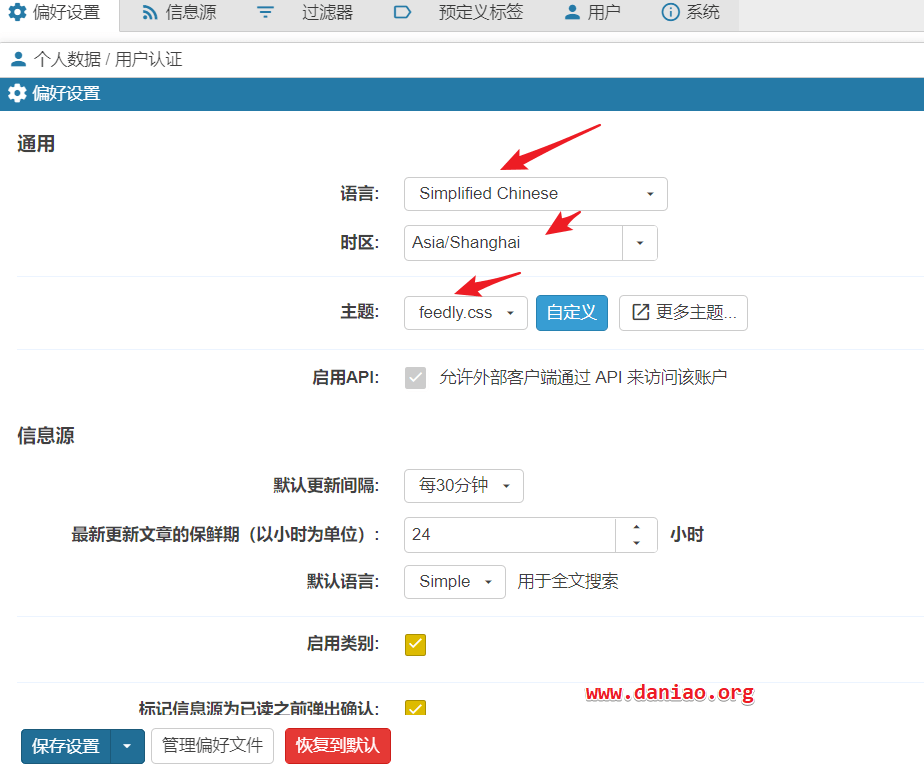 偏好设置 信息源 过滤器 预定义标签 用户 系统
个人数据 / 用户认证
偏好设置
通用
语言: Simplified Chinese
时区: Asia/Shanghai
主题: feedly.css 自定义 更多主题...
启用API: 允许外部客户端通过 API 来访问该账户
信息源
默认更新间隔: 每30分钟
最新更新文章的保鲜期（以小时为单位）: 24 小时
默认语言: Simple 用于全文搜索
启用类别:
www.daniao.org
标记信息源为已读之前弹出确认:
保存设置 管理偏好文件 恢复到默认